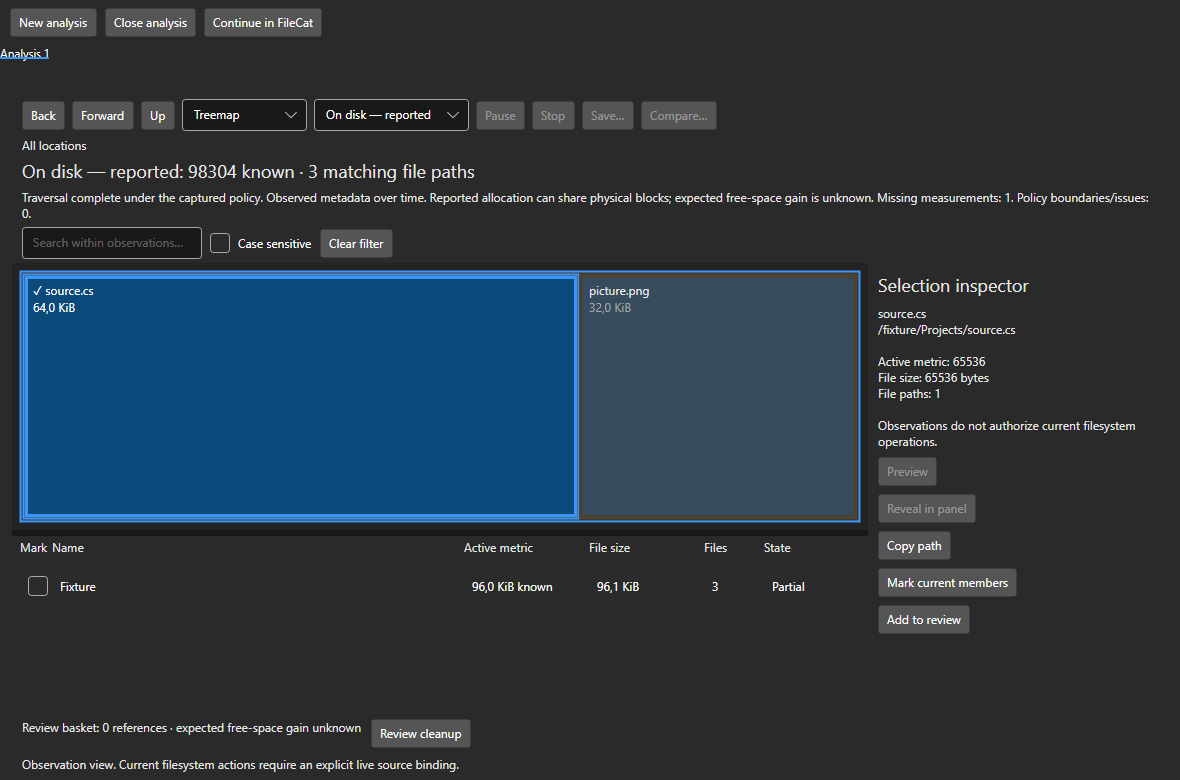 New analysis Close analysis Continue in FileCat
Analysis 1
Back Forward Up Treemap On disk — reported Pause Stop Save... Compare...
All locations
On disk — reported: 98304 known · 3 matching file paths
Traversal complete under the captured policy. Observed metadata over time. Reported allocation can share physical blocks; expected free-space gain is unknown. Missing measurements: 1. Policy boundaries/issues:
0.
Search within observations... Case sensitive Clear filter
✓ source.cs
64,0 KiB
picture.png
32,0 KiB
Selection inspector
source.cs
/fixture/Projects/source.cs
Active metric: 65536
File size: 65536 bytes
File paths: 1
Observations do not authorize current filesystem
operations.
Preview
Reveal in panel
Copy path
Mark current members
Add to review
Mark Name Active metric File size Files State
Fixture 96,0 KiB known 96,1 KiB 3 Partial
Review basket: 0 references · expected free-space gain unknown Review cleanup
Observation view. Current filesystem actions require an explicit live source binding.